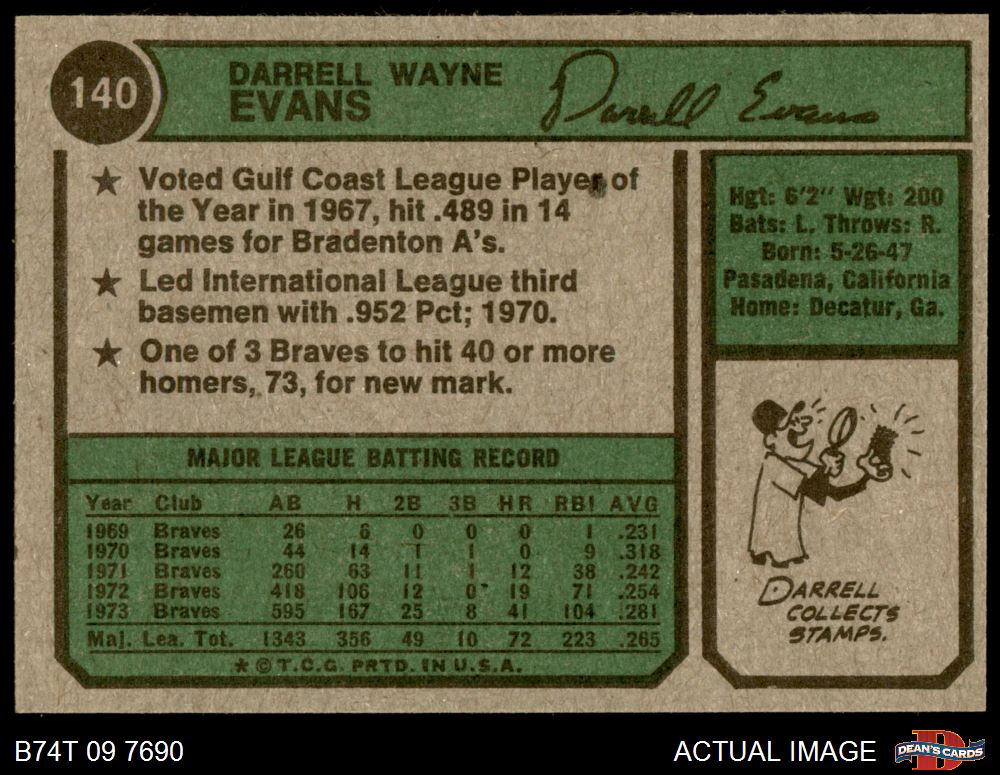 140
DARRELL WAYNE
EVANS
Darrell Evans
★ Voted Gulf Coast League Player of
the Year in 1967, hit .489 in 14
games for Bradenton A's.
★ Led International League third
basemen with .952 Pct; 1970.
★ One of 3 Braves to hit 40 or more
homers, 73, for new mark.
Hgt: 6'2" Wgt: 200
Bats: L. Throws: R.
Born: 5-26-47
Pasadena, California
Home: Decatur, Ga.
MAJOR LEAGUE BATTING RECORD
Year Club AB H 2B 3B HR RBI AVG
1969 Braves 26 6 0 0 0 1 .231
1970 Braves 44 14 1 1 0 9 .318
1971 Braves 260 63 11 1 12 38 .242
1972 Braves 418 106 12 0 19 71 .254
1973 Braves 595 167 25 8 41 104 .281
Maj. Lea. Tot. 1343 356 49 10 72 223 .265
★ © T.C.G. PRTD. IN U.S.A.
DARRELL
COLLECTS
STAMPS.
B74T 09 7690
ACTUAL IMAGE
DEAN'S CARDS